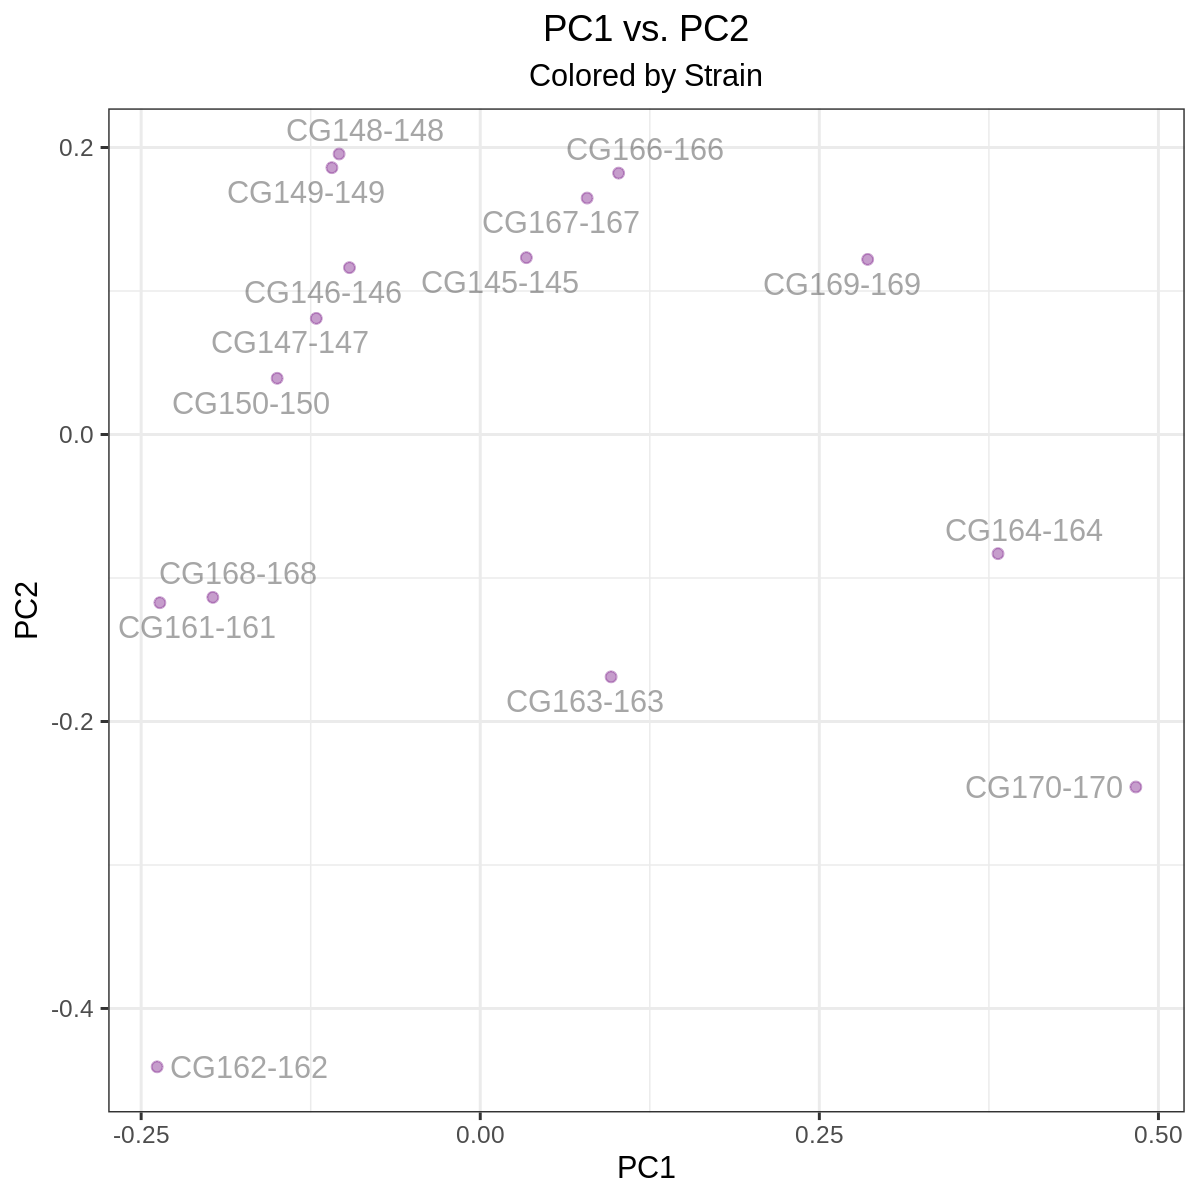 PC1 vs. PC2
Colored by Strain
CG148-148
0.2
CG166-166
CG149-149
CG167-167
CG145-145
CG169-169
CG146-146
CG147-147
CG150-150
0.0
CG164-164
CG168-168
PC2
CG161-161
CG163-163
-0.2
CG170-170
-0.4
CG162-162
-0.25 0.00 0.25 0.50
PC1